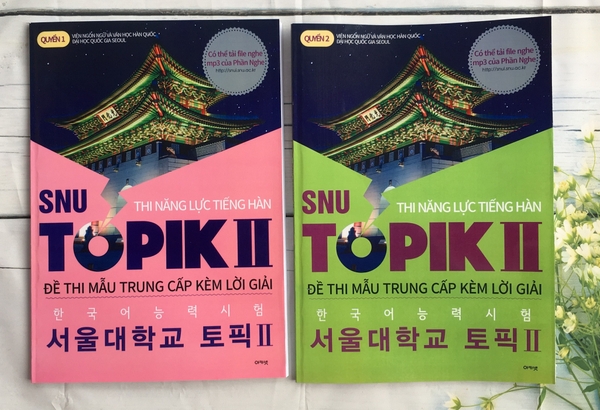 QUYỂN 1
VIỆN NGÔN NGỮ VÀ VĂN HỌC HÀN QUỐC
ĐẠI HỌC QUỐC GIA SEOUL
Có thể tải file nghe
mp3 của Phần Nghe
SNU
THI NĂNG LỰC TIẾNG HÀN
TOPIK II
ĐỀ THI MẪU TRUNG CẤP KÈM LỜI GIẢI
한국어능력시험
서울대학교 토픽 II
QUYỂN 2
VIỆN NGÔN NGỮ VÀ VĂN HỌC HÀN QUỐC
ĐẠI HỌC QUỐC GIA SEOUL
Có thể tải file nghe
mp3 của Phần Nghe
SNU
THI NĂNG LỰC TIẾNG HÀN
TOPIK II
ĐỀ THI MẪU TRUNG CẤP KÈM LỜI GIẢI
한국어능력시험
서울대학교 토픽 II